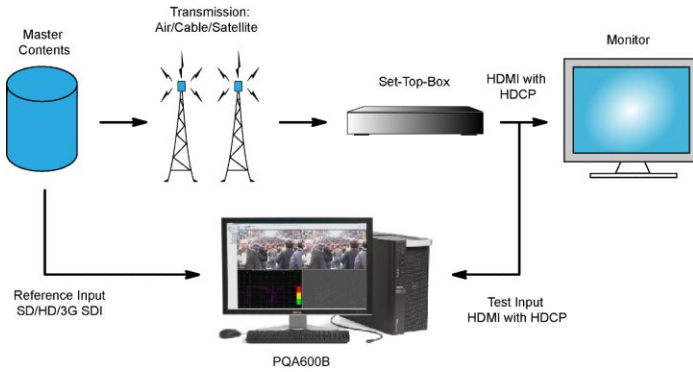 Transmission:
Air/Cable/Satellite
Master
Contents
Set-Top-Box
HDMI with
HDCP
Monitor
Reference Input
SD/HD/3G SDI
Test Input
HDMI with HDCP
PQA600B